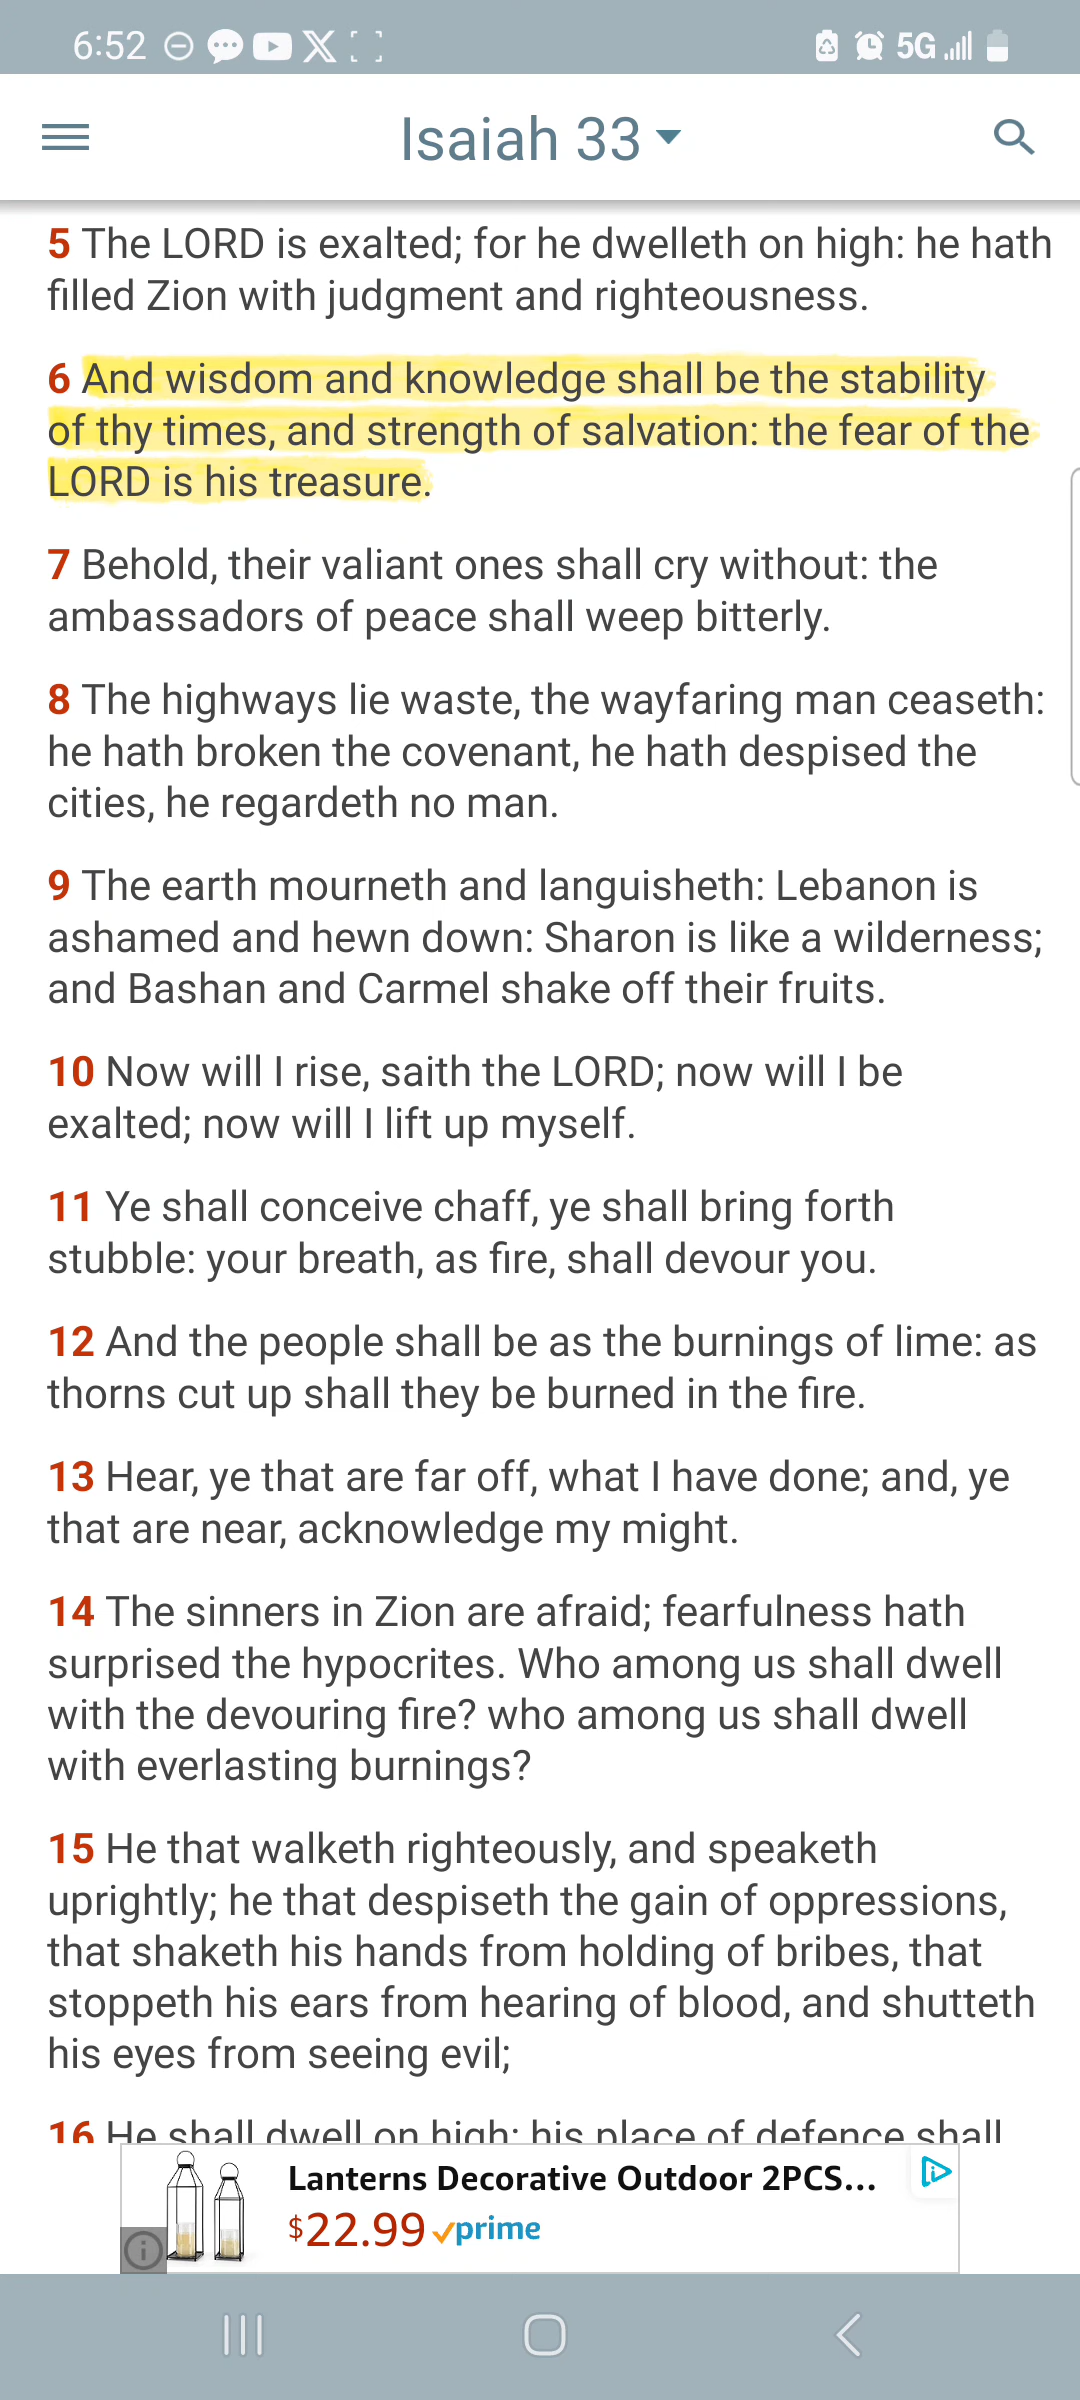 6:52
5G
Isaiah 33
5 The LORD is exalted; for he dwelleth on high: he hath
filled Zion with judgment and righteousness.
6 And wisdom and knowledge shall be the stability
of thy times, and strength of salvation: the fear of the
LORD is his treasure.
7 Behold, their valiant ones shall cry without: the
ambassadors of peace shall weep bitterly.
8 The highways lie waste, the wayfaring man ceaseth:
he hath broken the covenant, he hath despised the
cities, he regardeth no man.
9 The earth mourneth and languisheth: Lebanon is
ashamed and hewn down: Sharon is like a wilderness;
and Bashan and Carmel shake off their fruits.
10 Now will I rise, saith the LORD; now will I be
exalted; now will I lift up myself.
11 Ye shall conceive chaff, ye shall bring forth
stubble: your breath, as fire, shall devour you.
12 And the people shall be as the burnings of lime: as
thorns cut up shall they be burned in the fire.
13 Hear, ye that are far off, what I have done; and, ye
that are near, acknowledge my might.
14 The sinners in Zion are afraid; fearfulness hath
surprised the hypocrites. Who among us shall dwell
with the devouring fire? who among us shall dwell
with everlasting burnings?
15 He that walketh righteously, and speaketh
uprightly; he that despiseth the gain of oppressions,
that shaketh his hands from holding of bribes, that
stoppeth his ears from hearing of blood, and shutteth
his eyes from seeing evil;
16 He shall dwell on high: his place of defence shall
Lanterns Decorative Outdoor 2PCS...
$22.99 prime